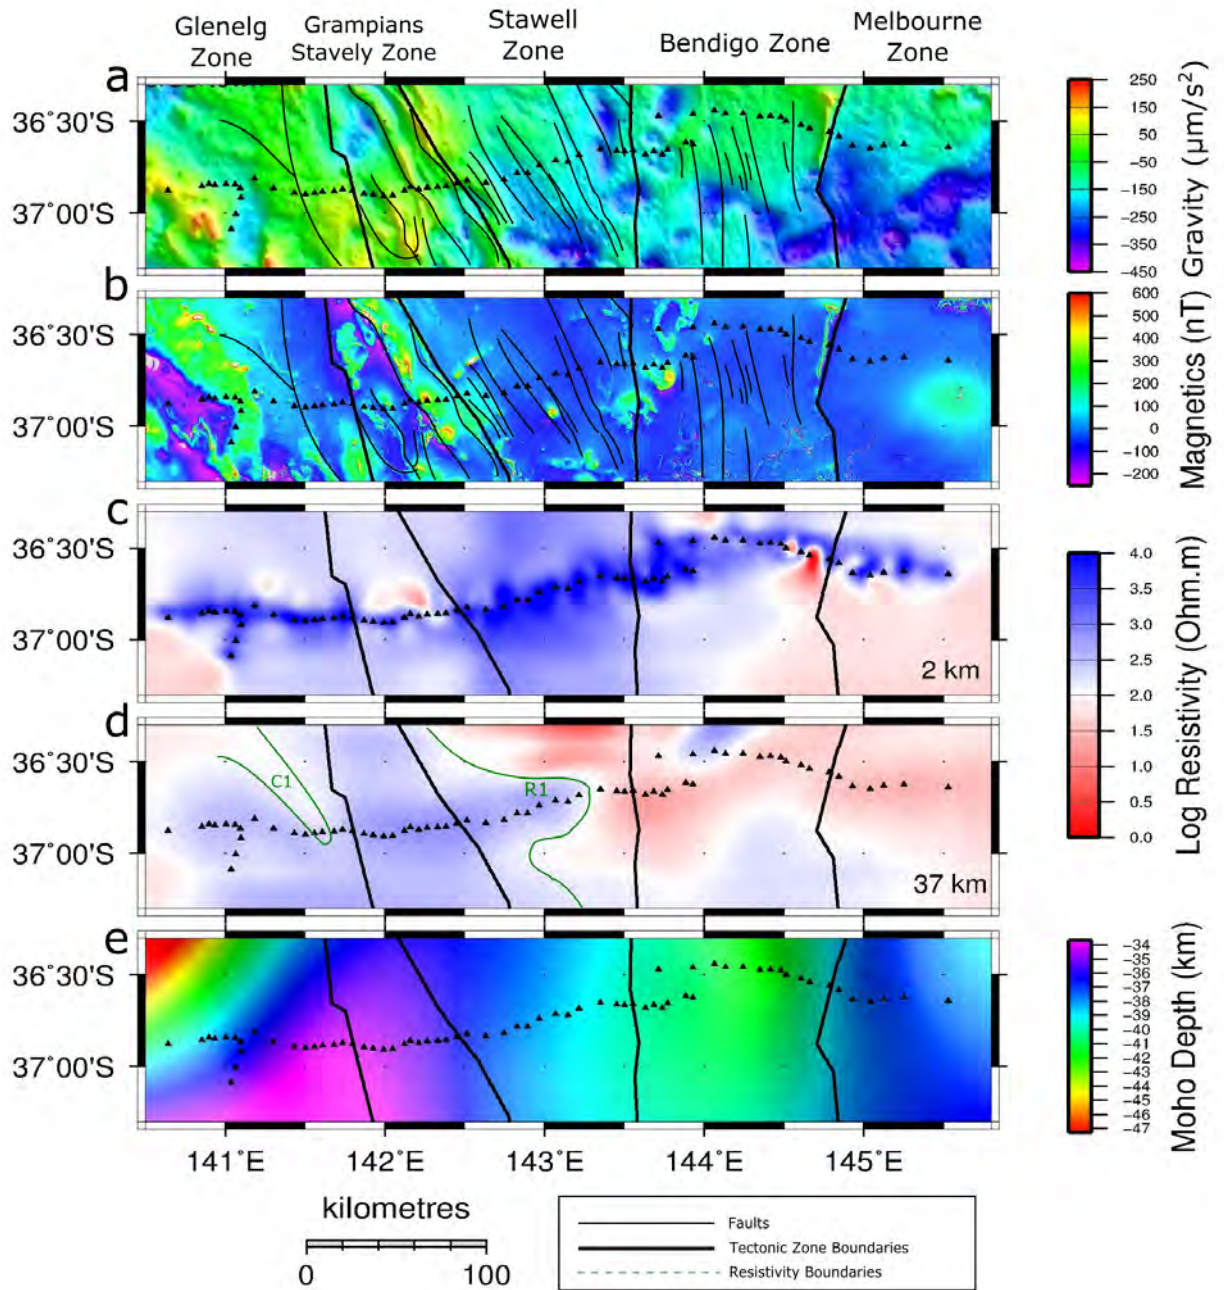 Glenelg Zone
Grampians Stavely Zone
Stawell Zone
Bendigo Zone
Melbourne Zone
a
36°30'S
37°00'S
250
150
50
-50
-150
-250
-350
-450
Gravity (µm/s²)
b
36°30'S
37°00'S
600
500
400
300
200
100
0
-100
-200
Magnetics (nT)
c
36°30'S
37°00'S
2 km
d
C1
R1
36°30'S
37°00'S
37 km
4.0
3.5
3.0
2.5
2.0
1.5
1.0
0.5
0.0
Log Resistivity (Ohm.m)
e
36°30'S
37°00'S
-34
-35
-36
-37
-38
-39
-40
-41
-42
-43
-44
-45
-46
-47
Moho Depth (km)
141°E
142°E
143°E
144°E
145°E
kilometres
0
100
Faults
Tectonic Zone Boundaries
Resistivity Boundaries